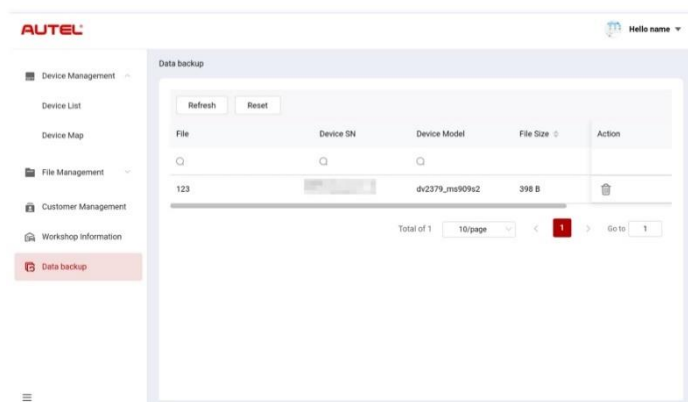 AUTEL
Hello name
Device Management
Device List
Device Map
File Management
Customer Management
Workshop Information
Data backup
Data backup
Refresh Reset
File Device SN Device Model File Size Action
123 dv2379_ms909s2 398 B
Total of 1 10/page 1 Go to 1